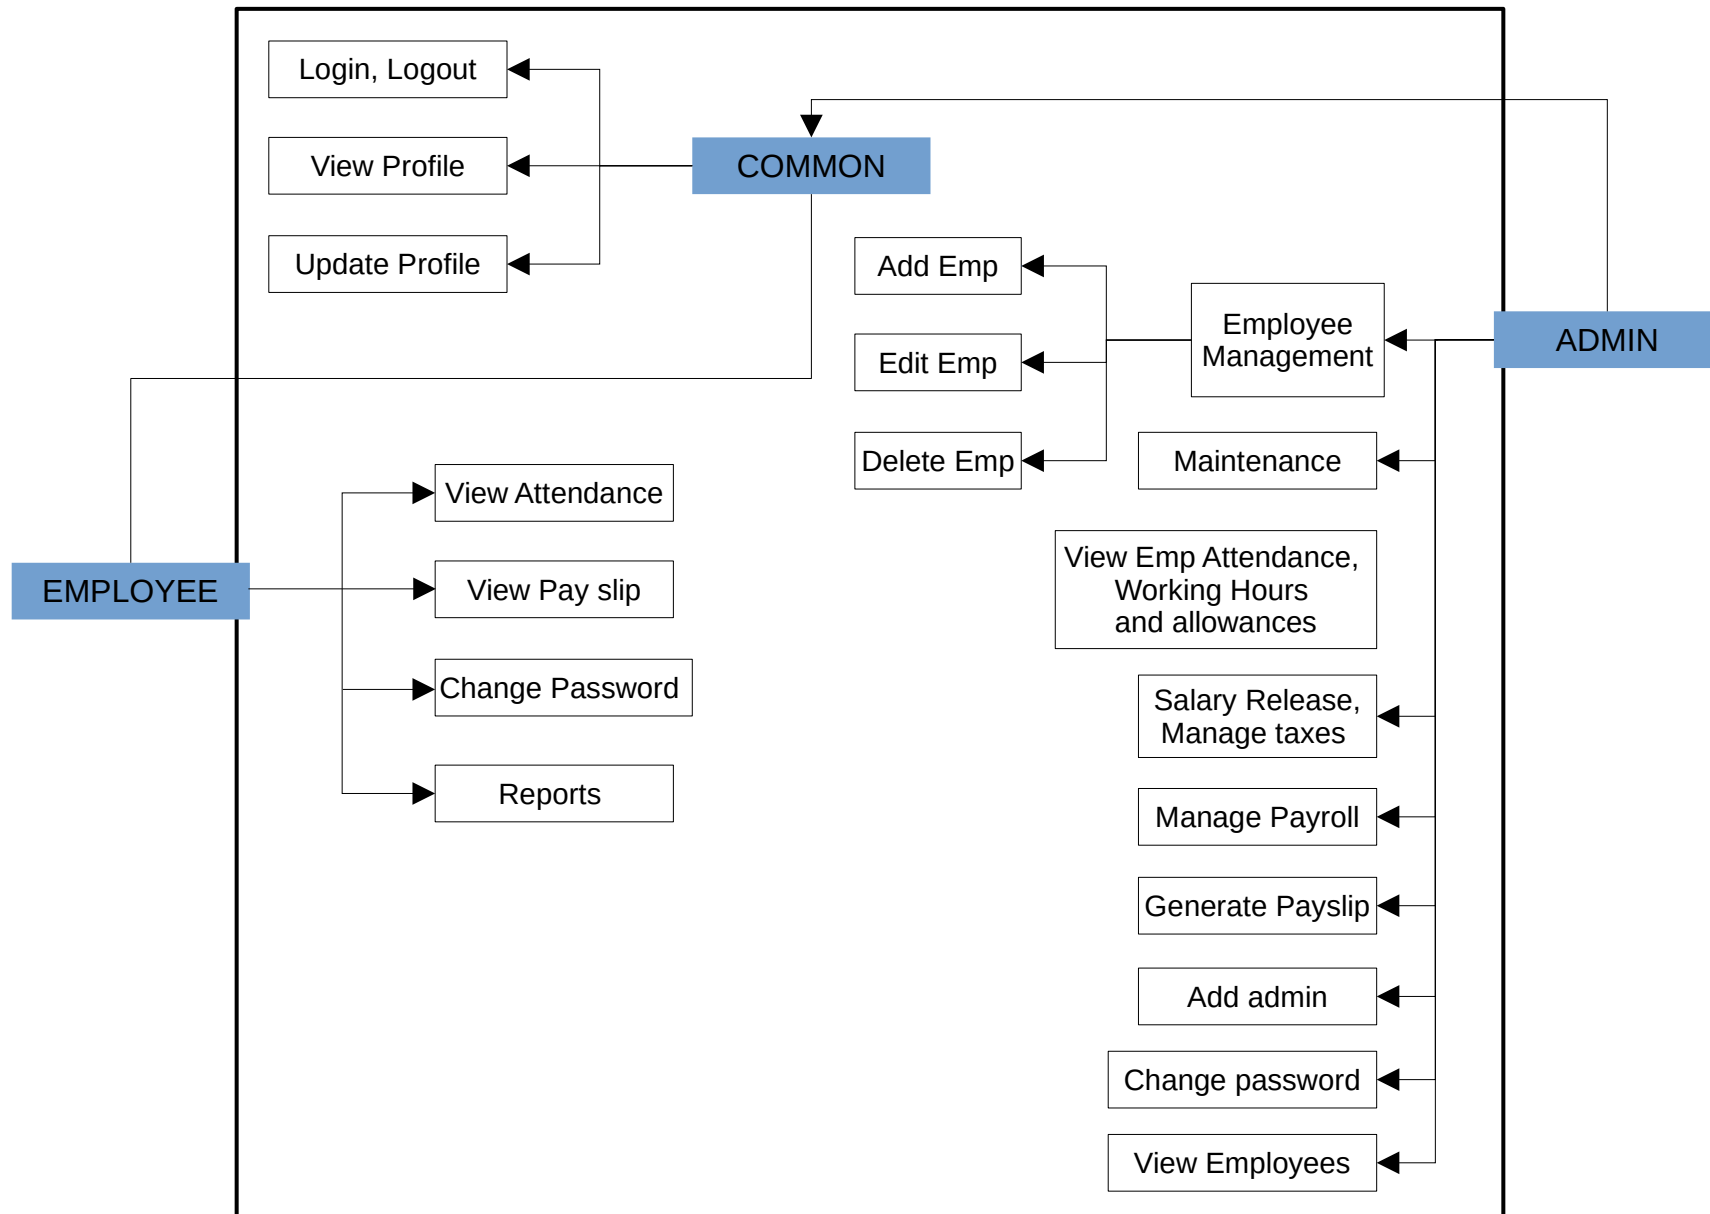 Login, Logout
View Profile
COMMON
Update Profile
Add Emp
Employee
Management
ADMIN
Edit Emp
Delete Emp
Maintenance
View Attendance
View Emp Attendance,
Working Hours
and allowances
EMPLOYEE
View Pay slip
Change Password
Salary Release,
Manage taxes
Reports
Manage Payroll
Generate Payslip
Add admin
Change password
View Employees